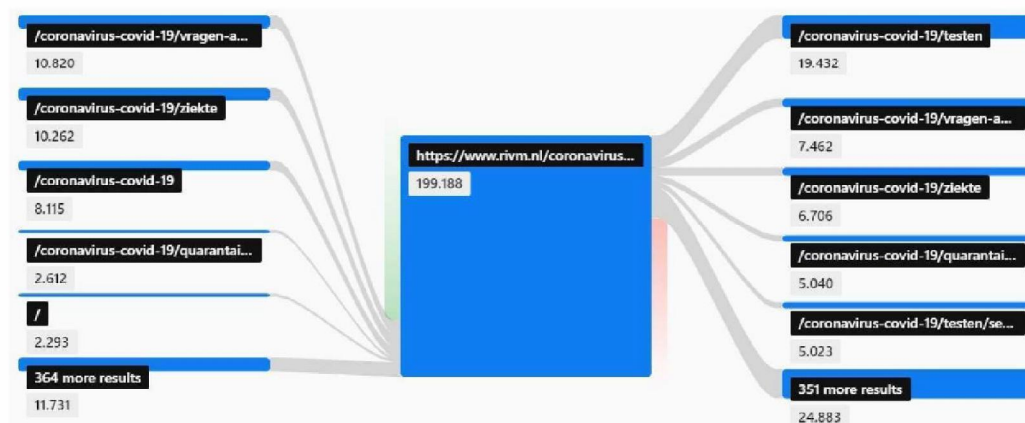 /coronavirus-covid-19/vragen-a...
10.820
/coronavirus-covid-19/ziekte
10.262
/coronavirus-covid-19
8.115
/coronavirus-covid-19/quarantai...
2.612
/
2.293
364 more results
11.731
https://www.rivm.nl/coronavirus...
199.188
/coronavirus-covid-19/testen
19.432
/coronavirus-covid-19/vragen-a...
7.462
/coronavirus-covid-19/ziekte
6.706
/coronavirus-covid-19/quarantai...
5.040
/coronavirus-covid-19/testen/se...
5.023
351 more results
24.883